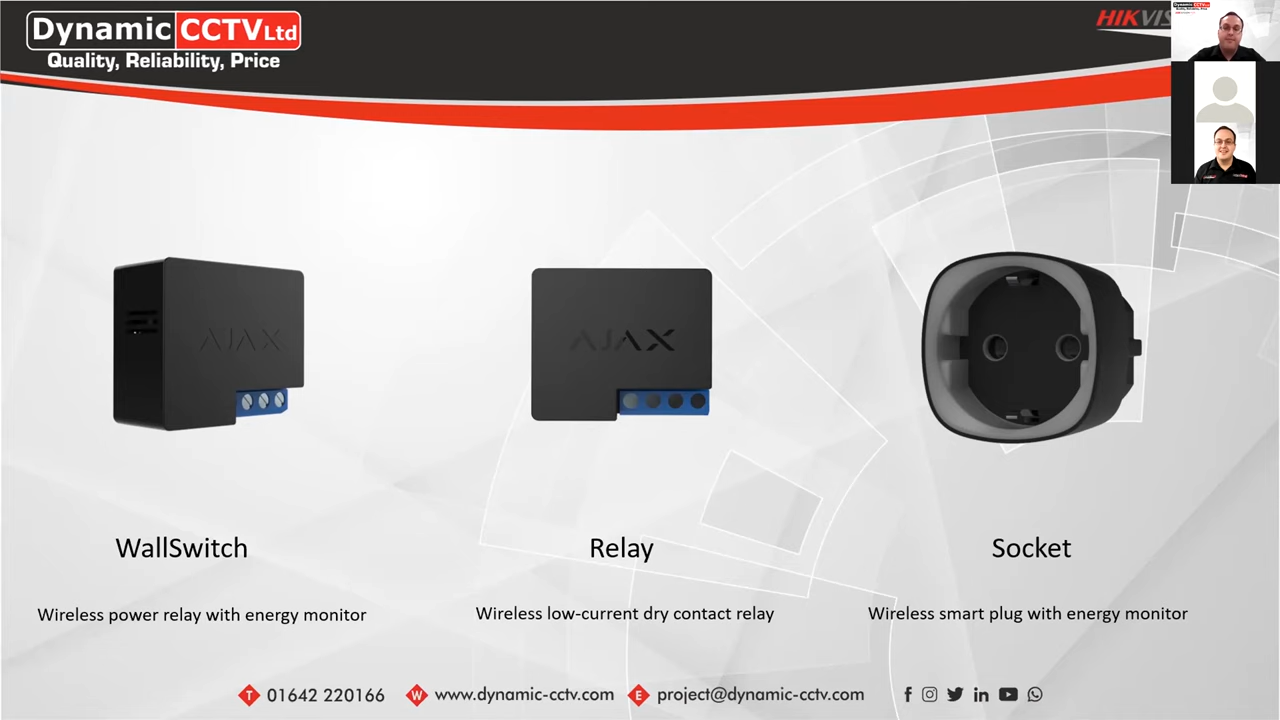 Dynamic CCTV Ltd
Quality, Reliability, Price
HIKVIS
AJAX
AJAX
WallSwitch
Relay
Socket
Wireless power relay with energy monitor
Wireless low-current dry contact relay
Wireless smart plug with energy monitor
T 01642 220166 W www.dynamic-cctv.com E project@dynamic-cctv.com